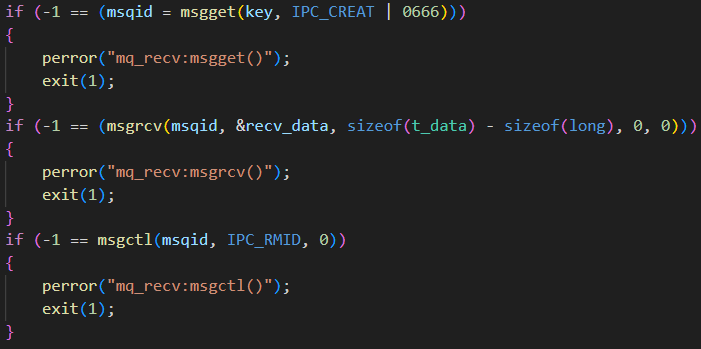 if (-1 == (msqid = msgget(key, IPC_CREAT | 0666)))
{
    perror("mq_recv:msgget()");
    exit(1);
}
if (-1 == (msgrcv(msqid, &recv_data, sizeof(t_data) - sizeof(long), 0, 0)))
{
    perror("mq_recv:msgrcv()");
    exit(1);
}
if (-1 == msgctl(msqid, IPC_RMID, 0))
{
    perror("mq_recv:msgctl()");
    exit(1);
}